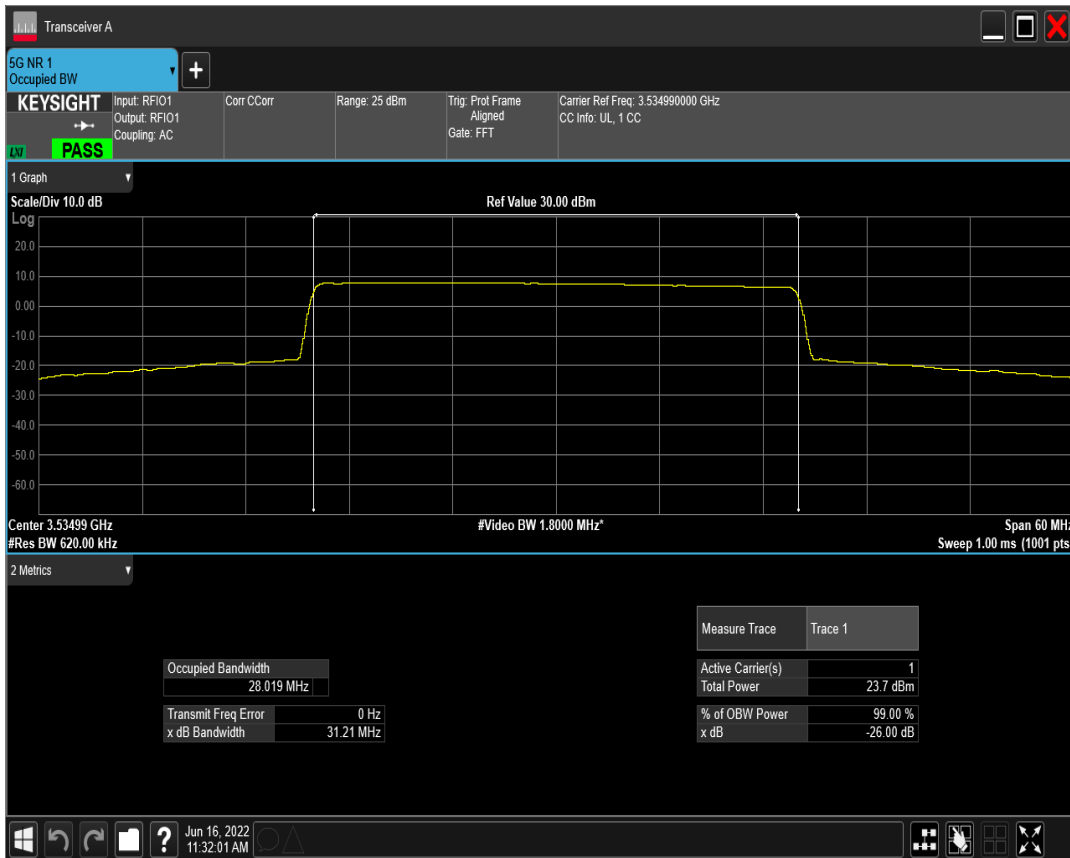 Transceiver A
5G NR 1
Occupied BW
+
KEYSIGHT
LXI
PASS
Input: RFIO1
Output: RFIO1
Coupling: AC
Corr CCorr
Range: 25 dBm
Trig: Prot Frame
Aligned
Gate: FFT
Carrier Ref Freq: 3.534990000 GHz
CC Info: UL, 1 CC
1 Graph
Scale/Div 10.0 dB
Ref Value 30.00 dBm
Log
20.0
10.0
0.00
-10.0
-20.0
-30.0
-40.0
-50.0
-60.0
Center 3.53499 GHz
#Video BW 1.8000 MHz*
Span 60 MHz
#Res BW 620.00 kHz
Sweep 1.00 ms (1001 pts
2 Metrics
Measure Trace Trace 1
Occupied Bandwidth
28.019 MHz
Active Carrier(s) 1
Total Power 23.7 dBm
Transmit Freq Error 0 Hz
x dB Bandwidth 31.21 MHz
% of OBW Power 99.00 %
x dB -26.00 dB
?
Jun 16, 2022
11:32:01 AM